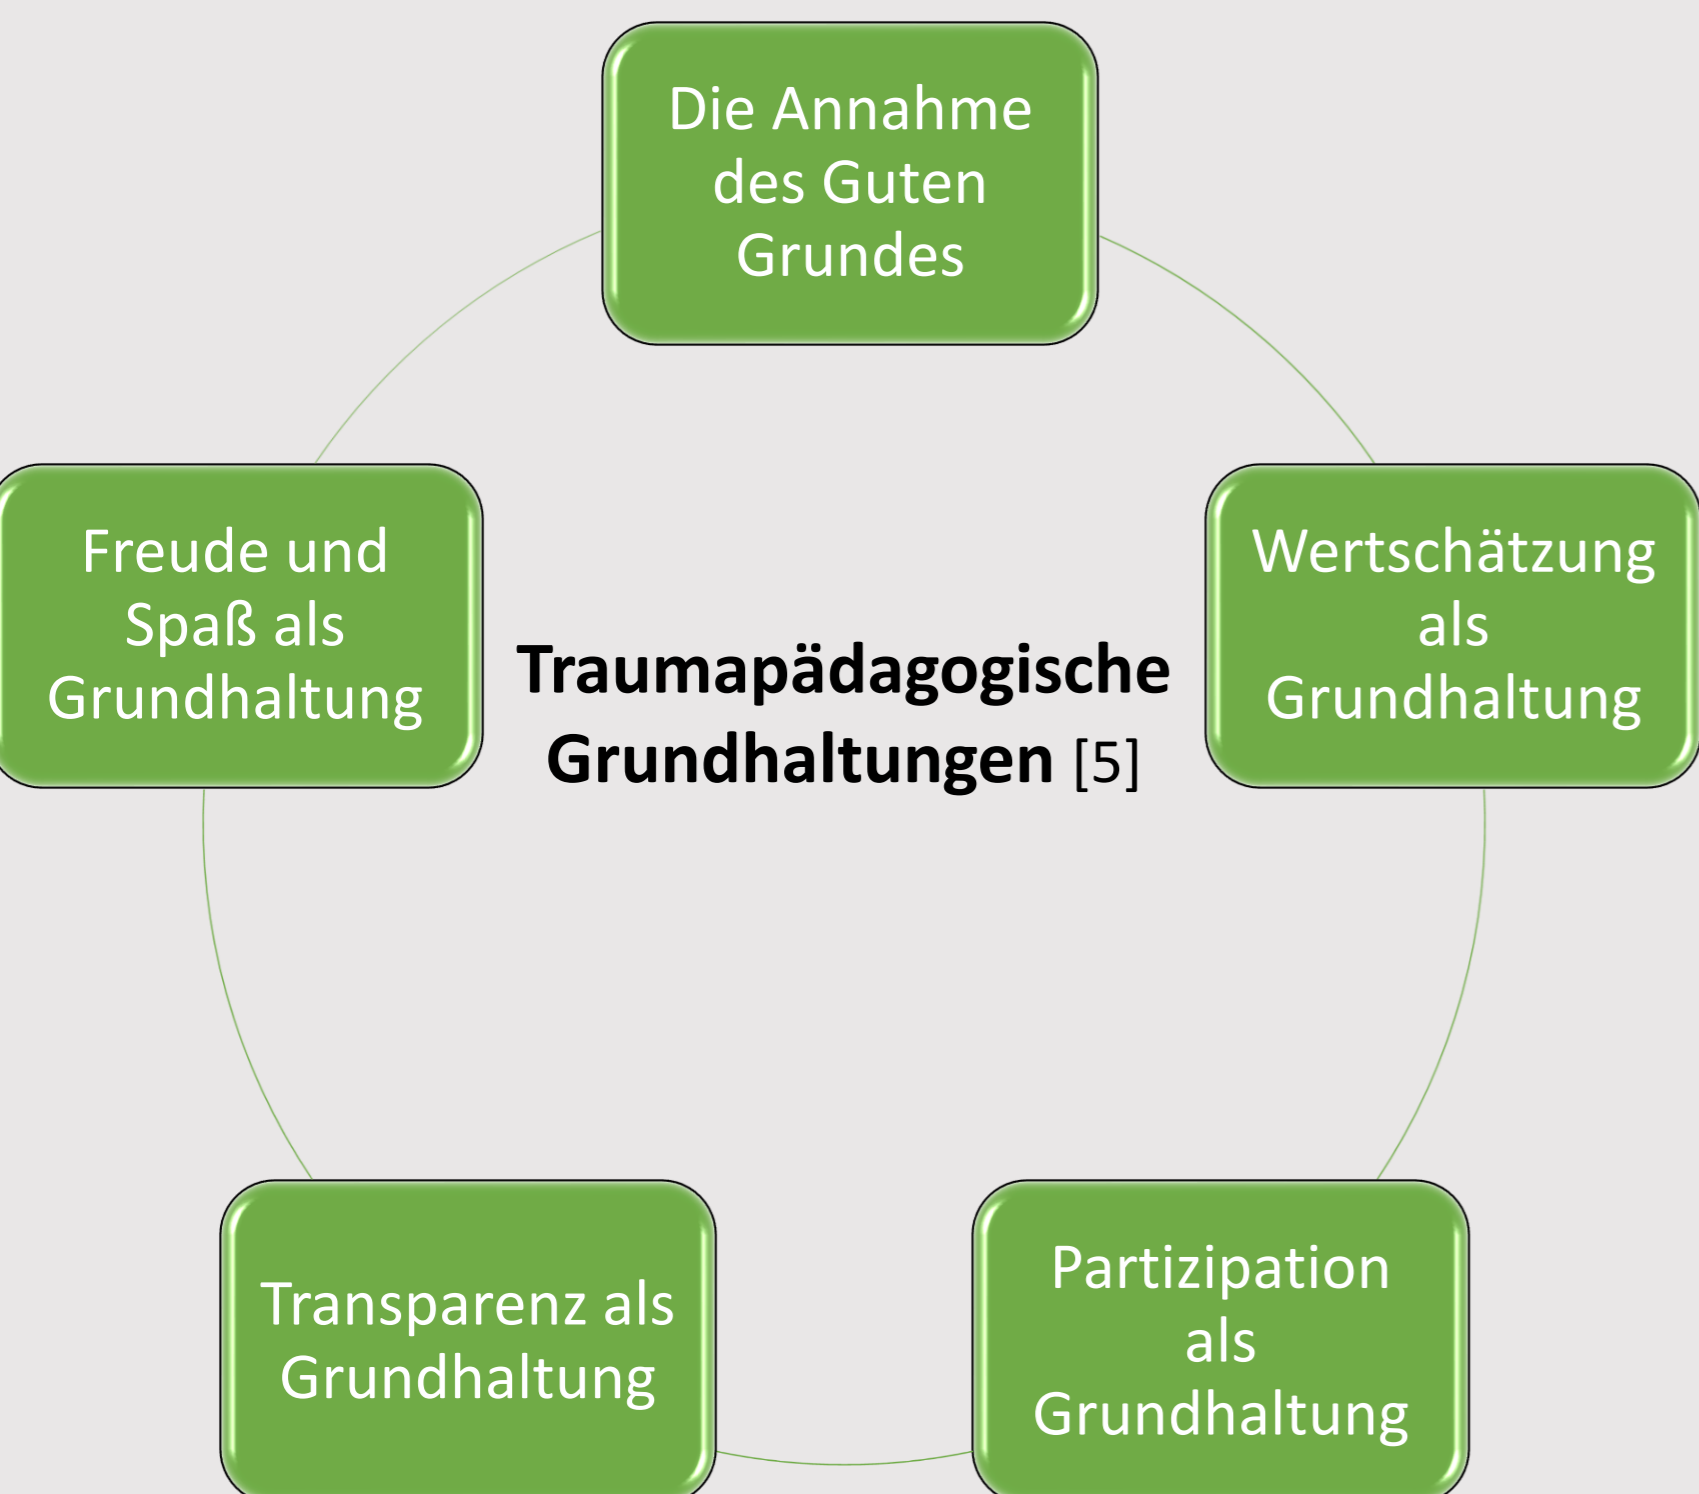 Die Annahme
des Guten
Grundes
Freude und
Spaß als
Grundhaltung
Traumapädagogische
Grundhaltungen [5]
Wertschätzung
als
Grundhaltung
Transparenz als
Grundhaltung
Partizipation
als
Grundhaltung